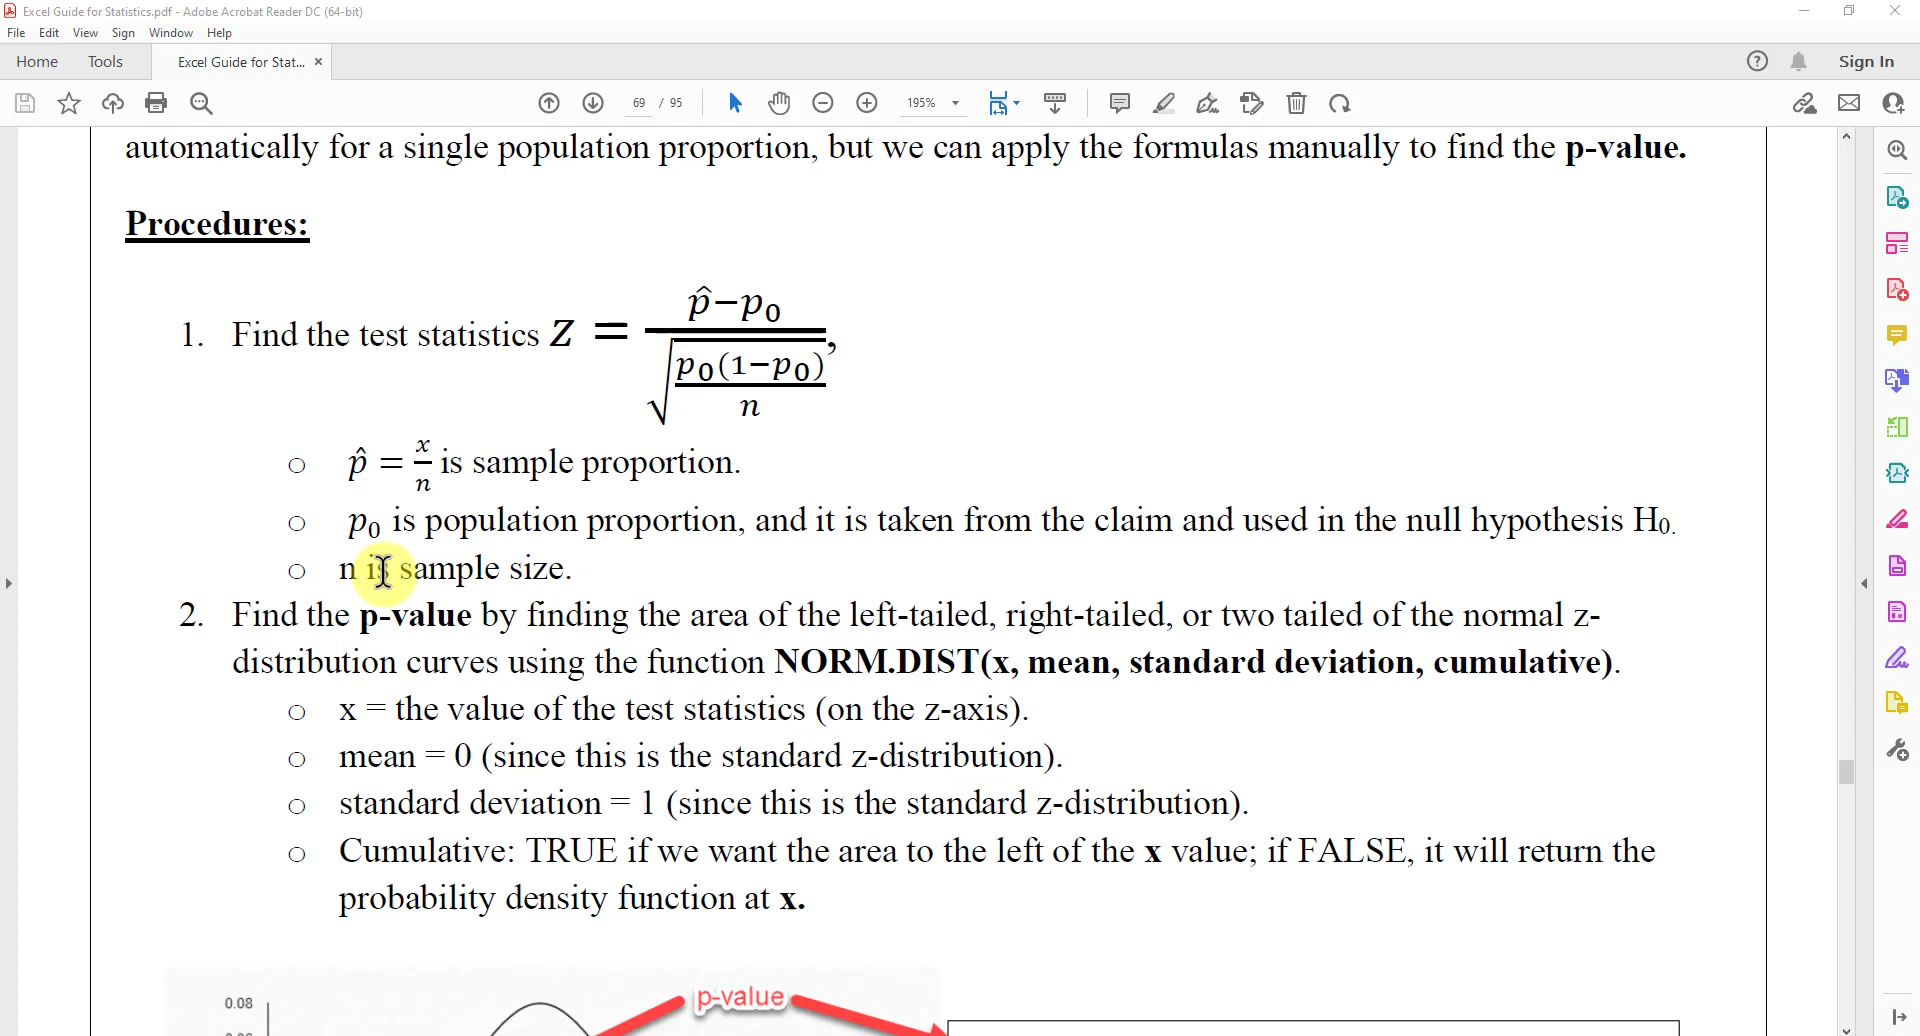 Excel Guide for Statistics.pdf - Adobe Acrobat Reader DC (64-bit)
File Edit View Sign Window Help
Home Tools Excel Guide for Stat... × Sign In
69 / 95 195%
automatically for a single population proportion, but we can apply the formulas manually to find the p-value.
Procedures:
1. Find the test statistics z = (p̂−p₀)/√(p₀(1−p₀)/n),
○ p̂ = x/n is sample proportion.
○ p₀ is population proportion, and it is taken from the claim and used in the null hypothesis H₀.
○ n is sample size.
2. Find the p-value by finding the area of the left-tailed, right-tailed, or two tailed of the normal z-
distribution curves using the function NORM.DIST(x, mean, standard deviation, cumulative).
○ x = the value of the test statistics (on the z-axis).
○ mean = 0 (since this is the standard z-distribution).
○ standard deviation = 1 (since this is the standard z-distribution).
○ Cumulative: TRUE if we want the area to the left of the x value; if FALSE, it will return the
probability density function at x.
p-value
0.08